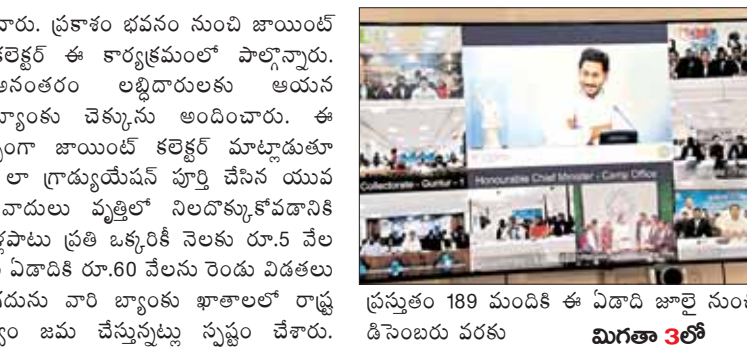 చారు. ప్రకాశం భవనం నుంచి జాయింట్
కలెక్టర్ ఈ కార్యక్రమంలో పాల్గొన్నారు.
అనంతరం లబ్ధిదారులకు ఆయన
బ్యాంకు చెక్కును అందించారు. ఈ
జాయింట్ కలెక్టర్ మాట్లాడుతూ
లా గ్రాడ్యుయేషన్ పూర్తి చేసిన యువ
వాదులు వృత్తిలో నిలదొక్కుకోవడానికి
ళ్లపాటు ప్రతి ఒక్కరికీ నెలకు రూ.5 వేల
ఏడాదికి రూ.60 వేలను రెండు విడతలు
గదును వారి బ్యాంకు ఖాతాలలో రాష్ట్ర
వం జమ చేస్తున్నట్లు స్పష్టం చేశారు.
Collectorate - Guntur -
Honourable Chief Minister - Camp Office
ప్రస్తుతం 189 మందికి ఈ ఏడాది జూలై నుంచి
డిసెంబరు వరకు మిగతా 3లో